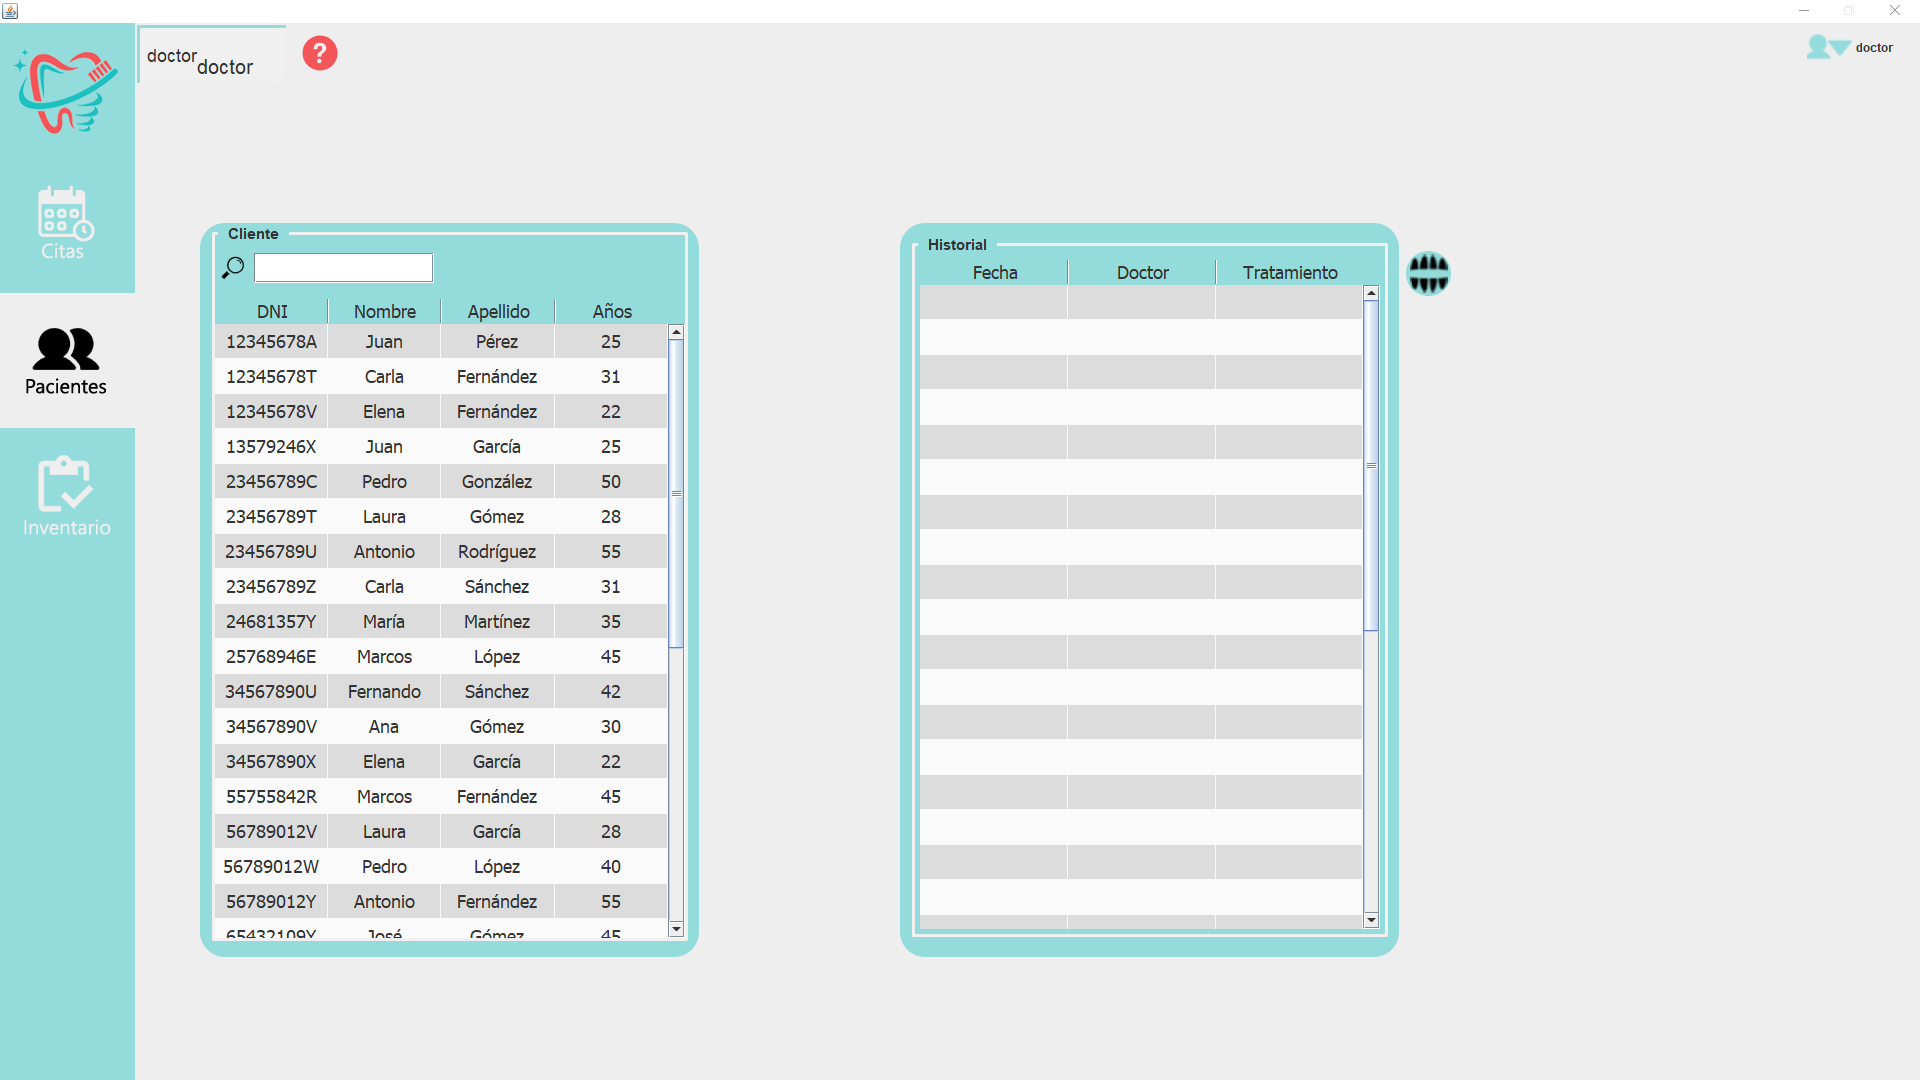 doctor
doctor
?
doctor
Citas
Pacientes
Inventario
Cliente
DNI Nombre Apellido Años
12345678A Juan Pérez 25
12345678T Carla Fernández 31
12345678V Elena Fernández 22
13579246X Juan García 25
23456789C Pedro González 50
23456789T Laura Gómez 28
23456789U Antonio Rodríguez 55
23456789Z Carla Sánchez 31
24681357Y María Martínez 35
25768946E Marcos López 45
34567890U Fernando Sánchez 42
34567890V Ana Gómez 30
34567890X Elena García 22
55755842R Marcos Fernández 45
56789012V Laura García 28
56789012W Pedro López 40
56789012Y Antonio Fernández 55
65432109Y José Gómez 45
Historial
Fecha Doctor Tratamiento